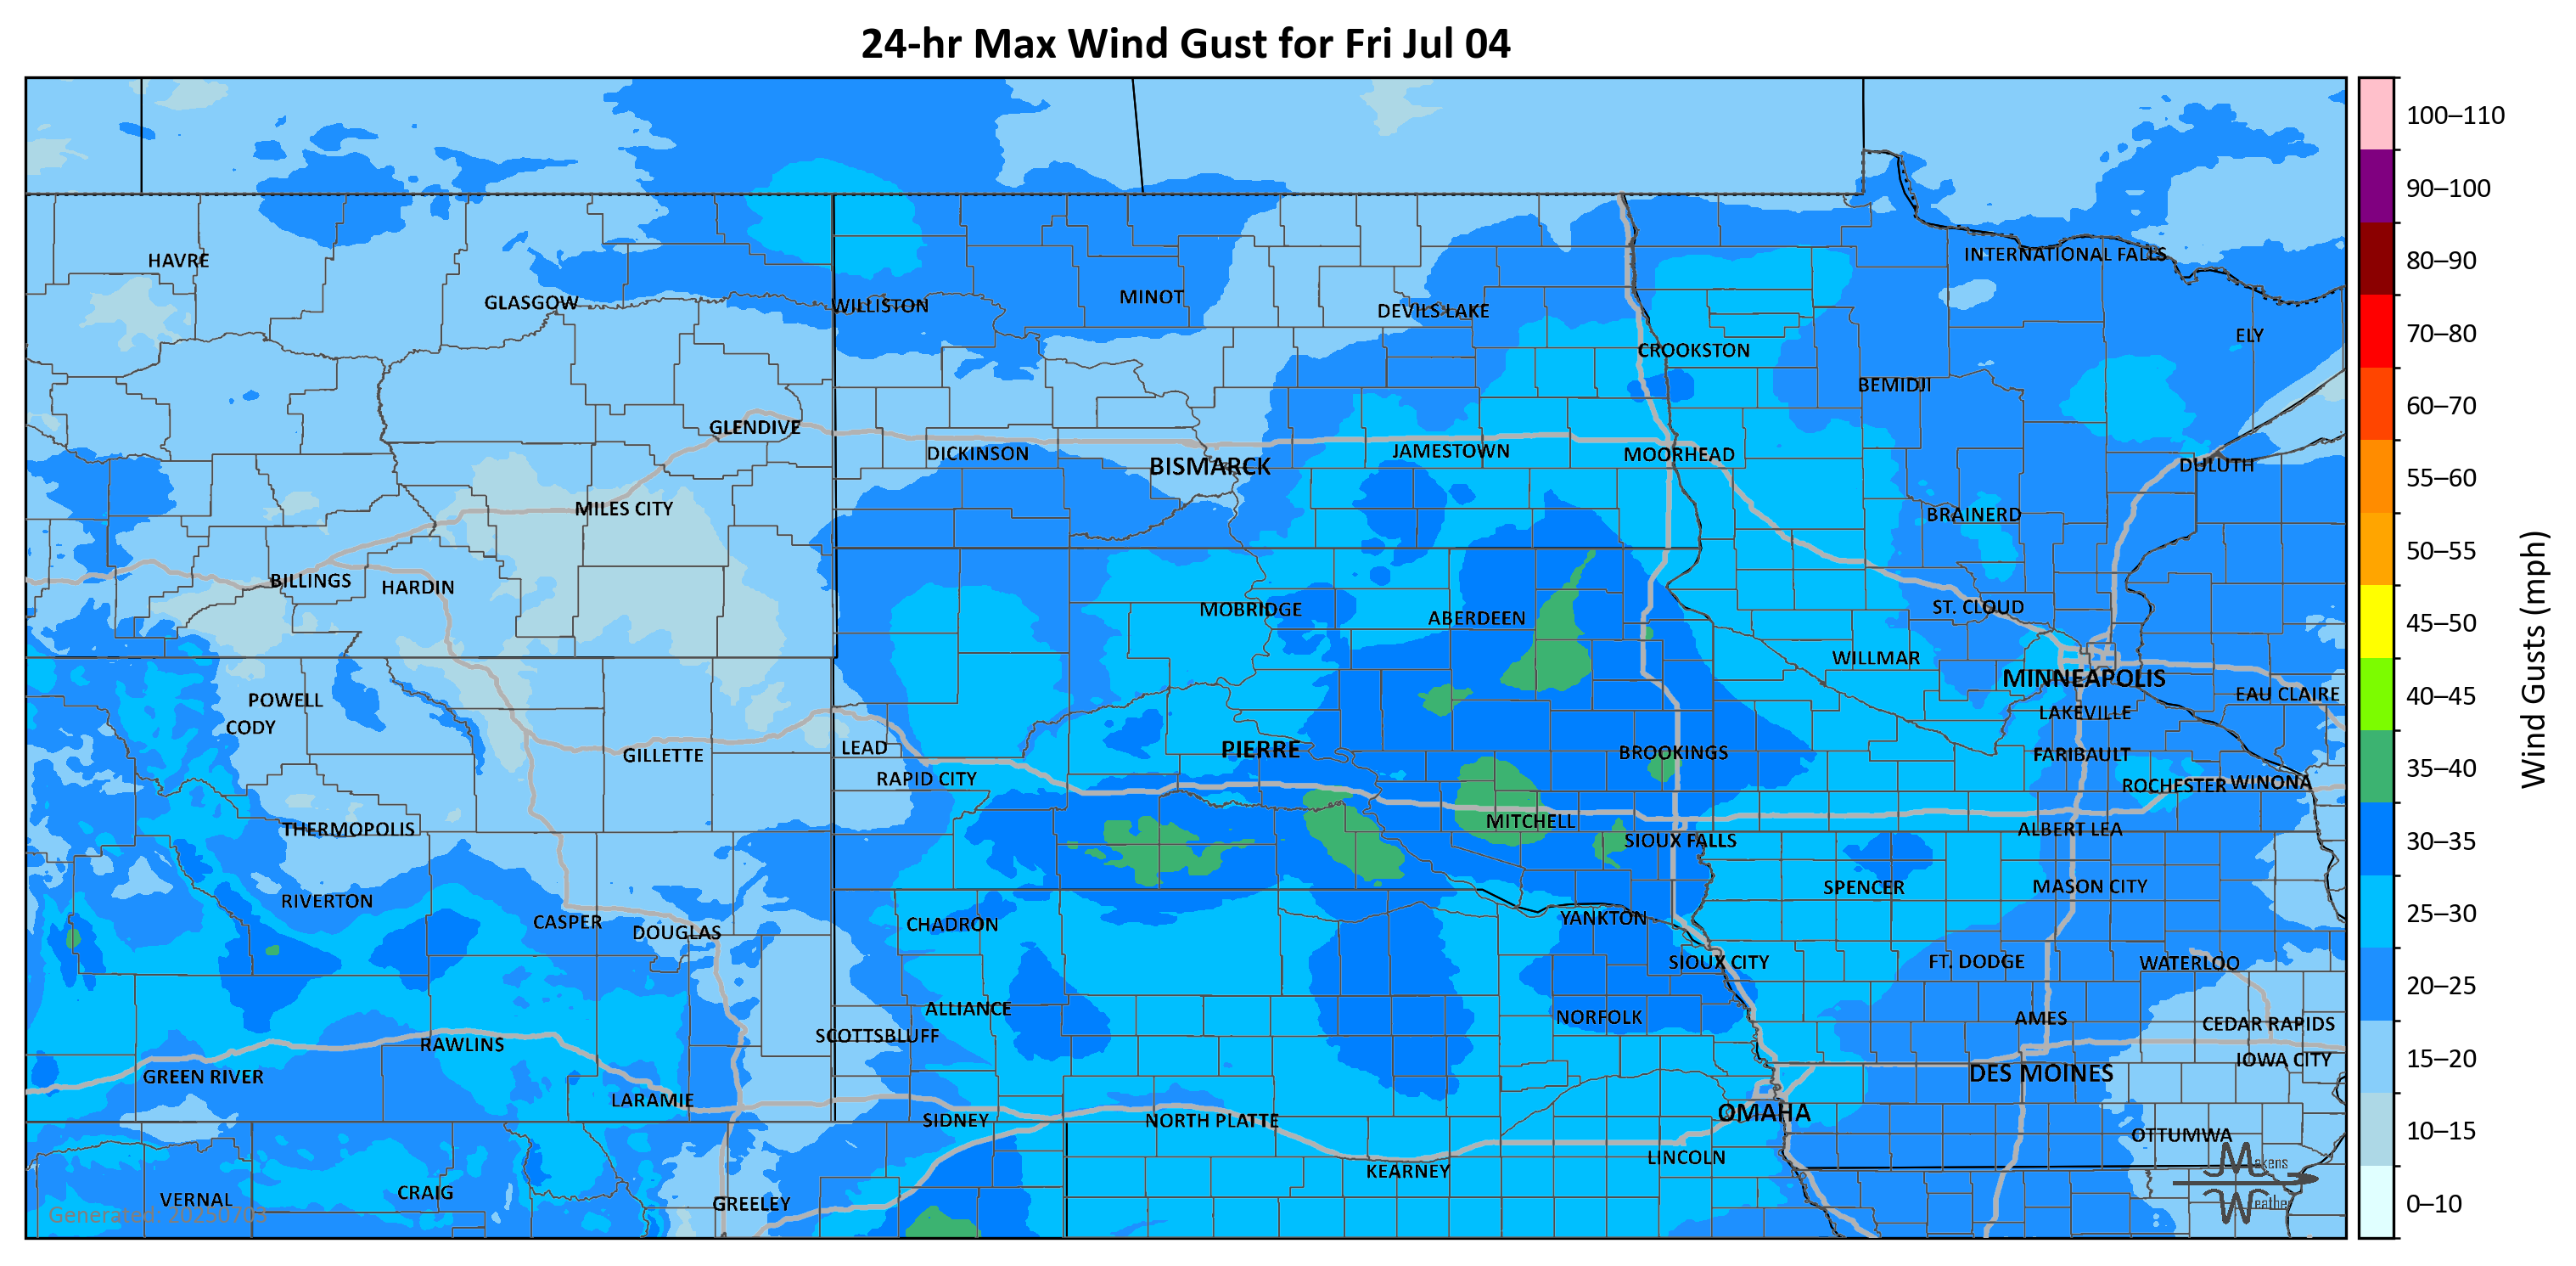 24-hr Max Wind Gust for Fri Jul 04
100–110
90–100
80–90
70–80
60–70
55–60
50–55
45–50
40–45
35–40
30–35
25–30
20–25
15–20
10–15
0–10
Wind Gusts (mph)
HAVRE
GLASGOW
WILLISTON
MINOT
DEVILS LAKE
INTERNATIONAL FALLS
ELY
CROOKSTON
BEMIDJI
GLENDIVE
DICKINSON
BISMARCK
JAMESTOWN
MOORHEAD
DULUTH
MILES CITY
BRAINERD
BILLINGS
HARDIN
MOBRIDGE
ABERDEEN
ST. CLOUD
WILLMAR
MINNEAPOLIS
EAU CLAIRE
POWELL
CODY
LAKEVILLE
GILLETTE
LEAD
PIERRE
BROOKINGS
FARIBAULT
RAPID CITY
ROCHESTER
WINONA
THERMOPOLIS
MITCHELL
SIOUX FALLS
ALBERT LEA
RIVERTON
SPENCER
MASON CITY
CASPER
DOUGLAS
CHADRON
YANKTON
SIOUX CITY
FT. DODGE
WATERLOO
ALLIANCE
NORFOLK
AMES
CEDAR RAPIDS
SCOTTSBLUFF
RAWLINS
IOWA CITY
GREEN RIVER
DES MOINES
LARAMIE
SIDNEY
NORTH PLATTE
OMAHA
OTTUMWA
KEARNEY
LINCOLN
VERNAL
CRAIG
GREELEY
Makens
Weather
Generated: 20250705